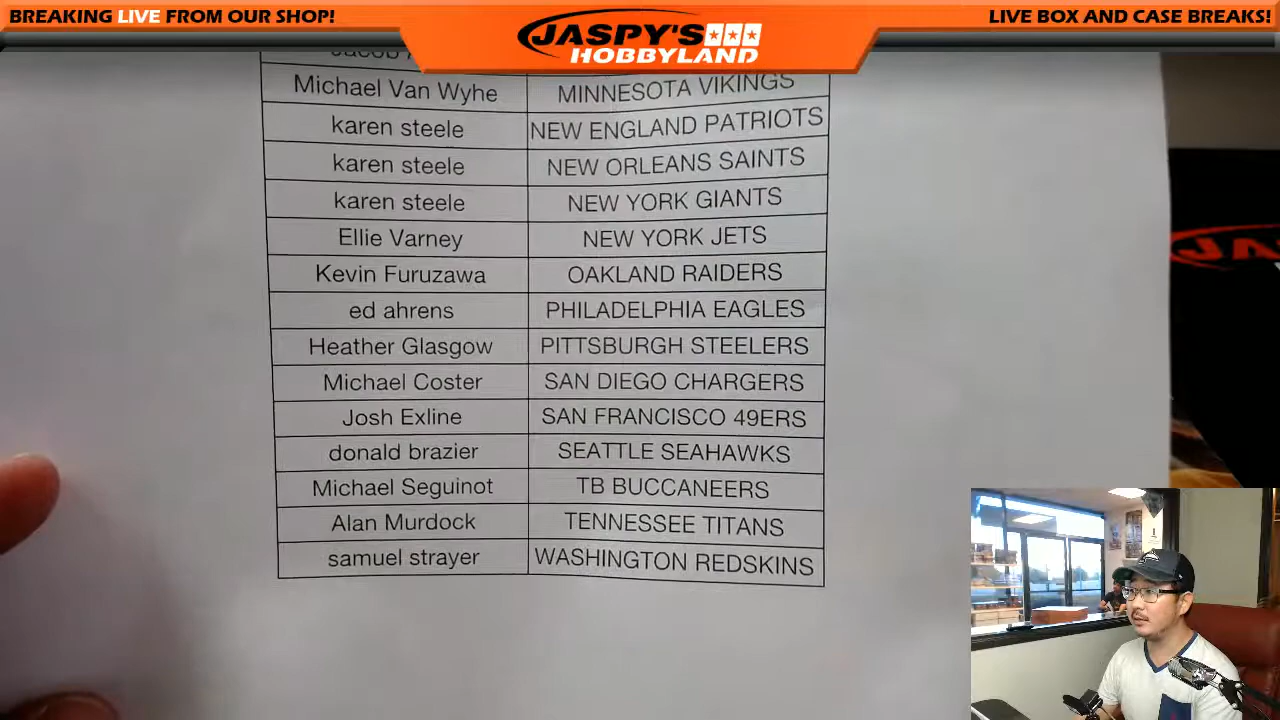 BREAKING LIVE FROM OUR SHOP!
JASPY'S
HOBBYLAND
LIVE BOX AND CASE BREAKS!
Jacob
Michael Van Wyhe MINNESOTA VIKINGS
karen steele NEW ENGLAND PATRIOTS
karen steele NEW ORLEANS SAINTS
karen steele NEW YORK GIANTS
Ellie Varney NEW YORK JETS
Kevin Furuzawa OAKLAND RAIDERS
ed ahrens PHILADELPHIA EAGLES
Heather Glasgow PITTSBURGH STEELERS
Michael Coster SAN DIEGO CHARGERS
Josh Exline SAN FRANCISCO 49ERS
donald brazier SEATTLE SEAHAWKS
Michael Seguinot TB BUCCANEERS
Alan Murdock TENNESSEE TITANS
samuel strayer WASHINGTON REDSKINS